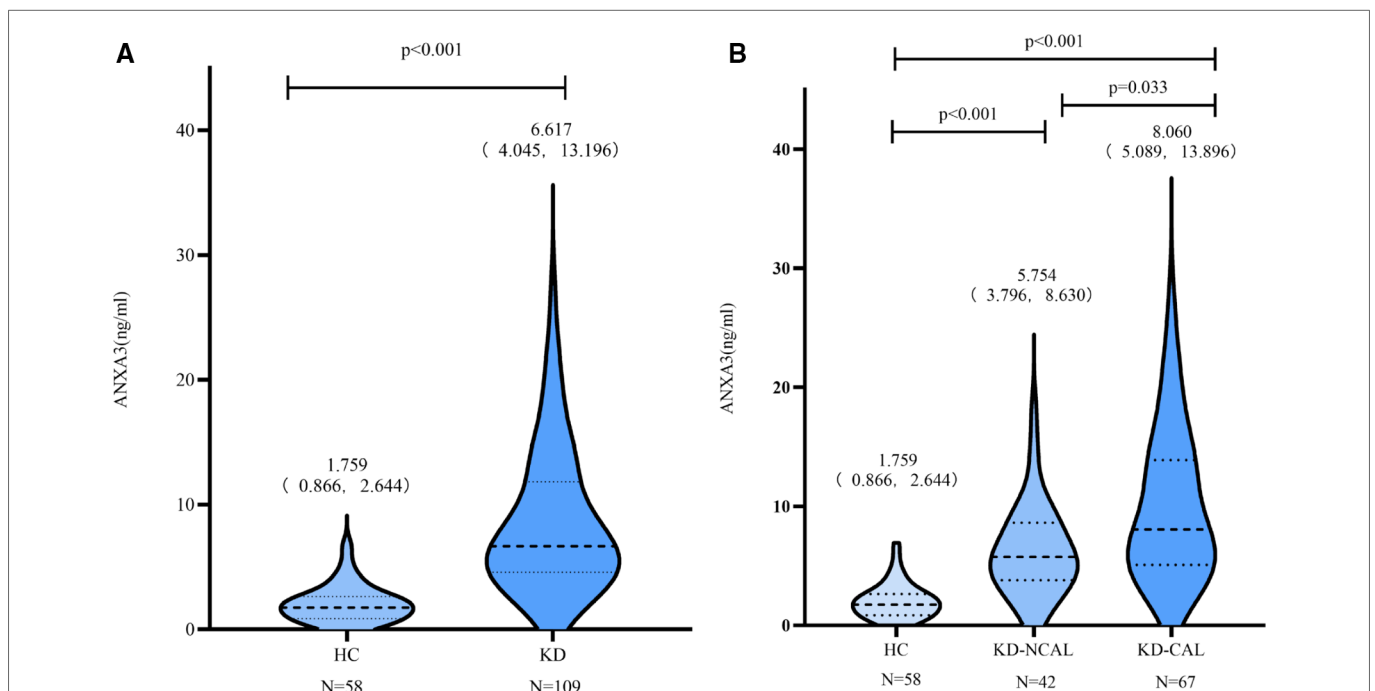 A
p<0.001
6.617
( 4.045, 13.196)
1.759
( 0.866, 2.644)
ANXA3(ng/ml)
40
30
20
10
0
HC
KD
N=58
N=109
B
p<0.001
p=0.033
p<0.001
8.060
( 5.089, 13.896)
5.754
( 3.796, 8.630)
1.759
( 0.866, 2.644)
ANXA3(ng/ml)
40
30
20
10
0
HC
KD-NCAL
KD-CAL
N=58
N=42
N=67